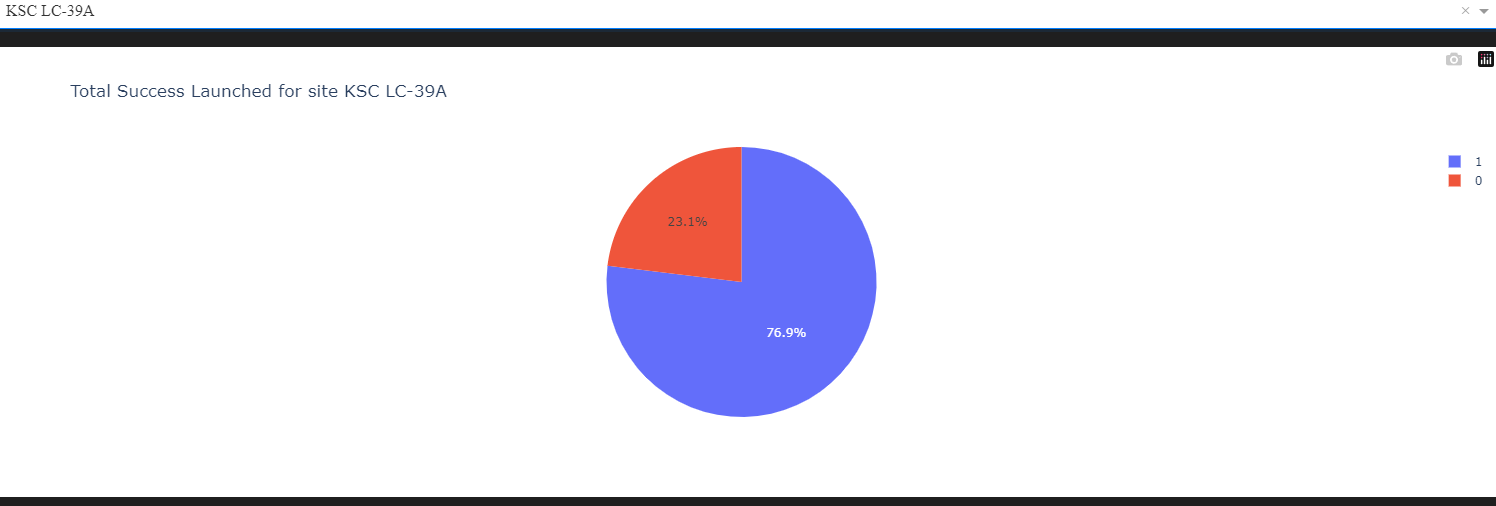 KSC LC-39A
Total Success Launched for site KSC LC-39A
1
0
23.1%
76.9%